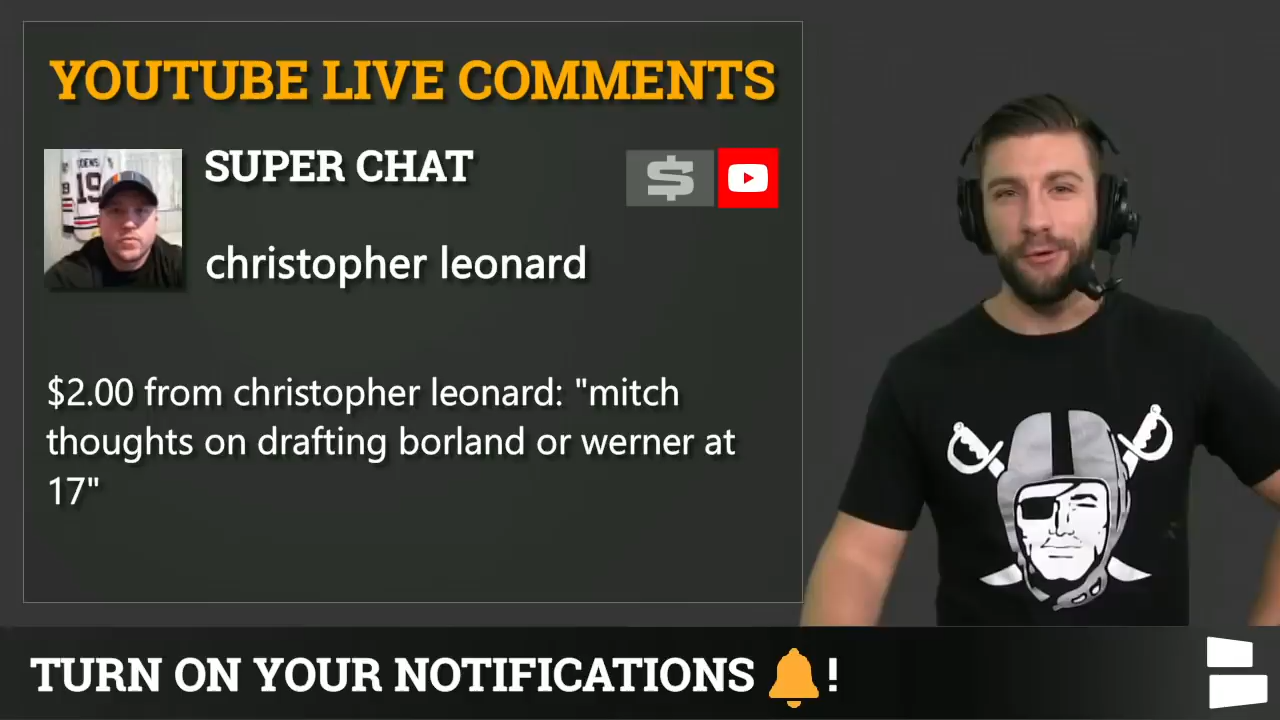 YOUTUBE LIVE COMMENTS
SUPER CHAT
christopher leonard
$2.00 from christopher leonard: "mitch
thoughts on drafting borland or werner at
17"
TURN ON YOUR NOTIFICATIONS 🔔!
19